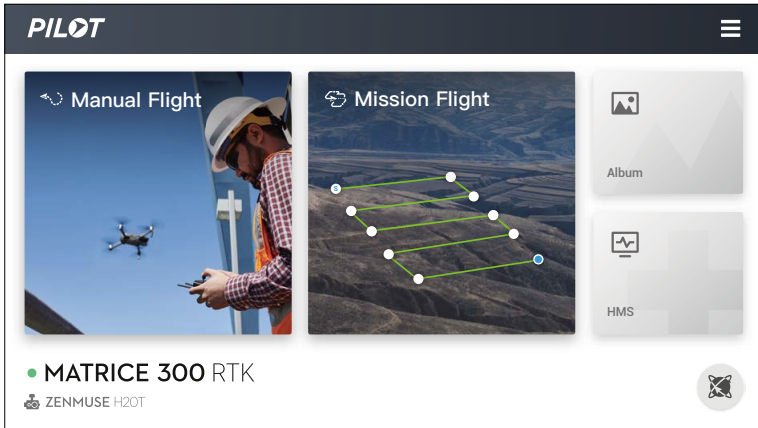 PILOT
Manual Flight
Mission Flight
S
Album
HMS
MATRICE 300 RTK
ZENMUSE H20T